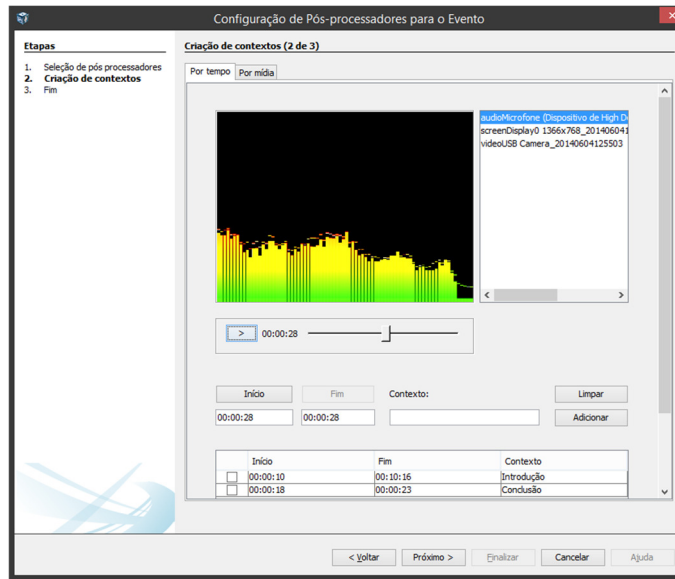 Configuração de Pós-processadores para o Evento
Etapas
1. Seleção de pós processadores
2. Criação de contextos
3. Fim
Criação de contextos (2 de 3)
Por tempo Por mídia
audioMicrofone (Dispositivo de High De
screenDisplay0 1366x768_201406041
videoUSB Camera_20140604125503
> 00:00:28
Início Fim Contexto: Limpar
00:00:28 00:00:28 Adicionar
Início Fim Contexto
00:00:10 00:10:16 Introdução
00:00:18 00:00:23 Conclusão
< Voltar Próximo > Finalizar Cancelar Ajuda